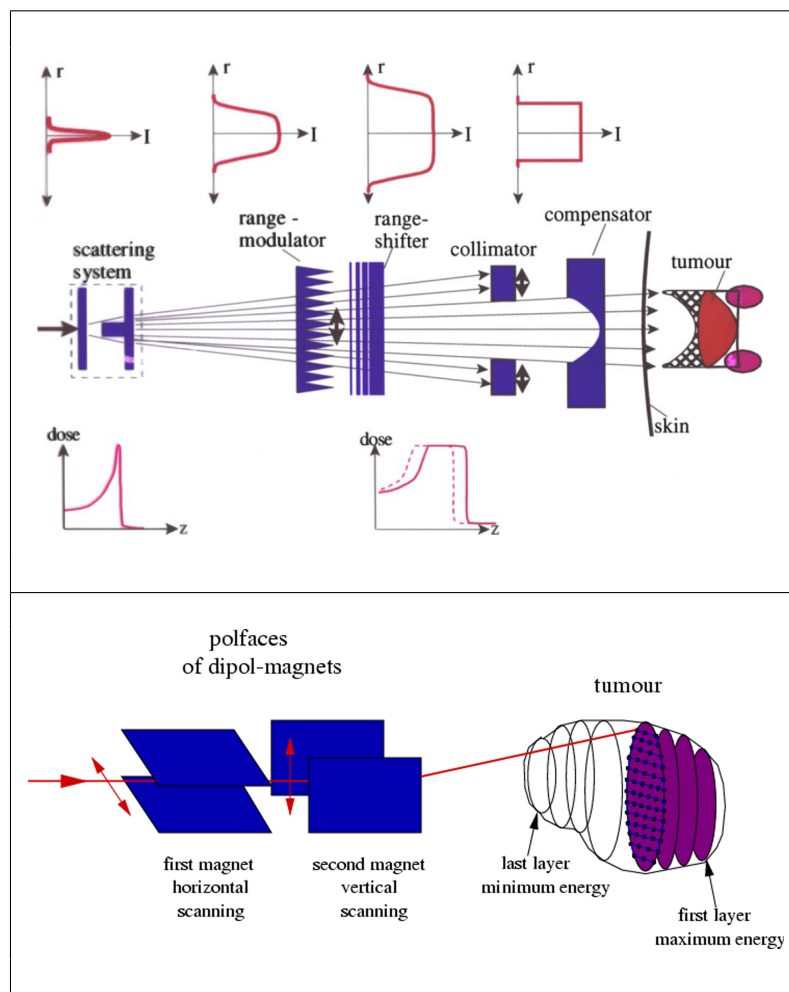 r
r
r
r
I
I
I
I
compensator
range -
modulator
range-
shifter
collimator
scattering
system
tumour
skin
dose
z
dose
z
polfaces
of dipol-magnets
tumour
first magnet
horizontal
scanning
second magnet
vertical
scanning
last layer
minimum energy
first layer
maximum energy